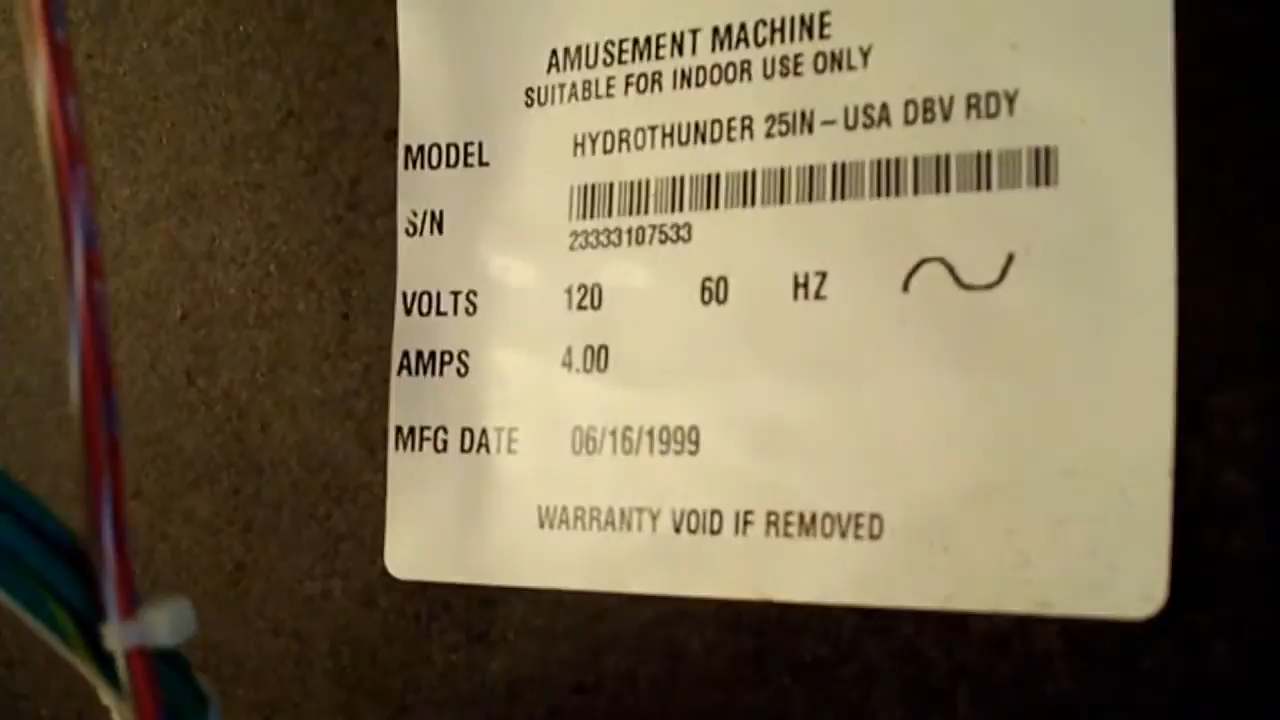 AMUSEMENT MACHINE
SUITABLE FOR INDOOR USE ONLY
MODEL HYDROTHUNDER 25IN – USA DBV RDY
S/N
23333107533
VOLTS 120 60 HZ
AMPS 4.00
MFG DATE 06/16/1999
WARRANTY VOID IF REMOVED